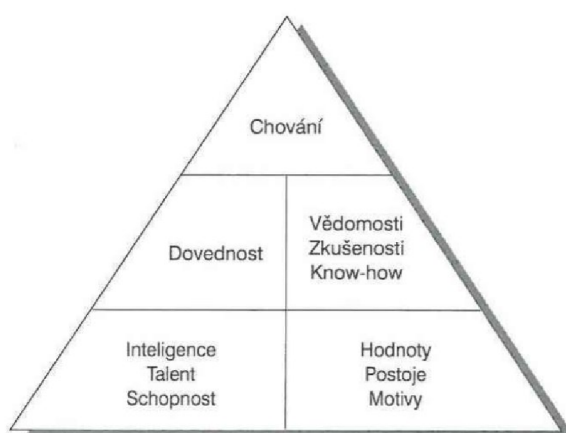 Chování
Dovednost
Vědomosti
Zkušenosti
Know-how
Inteligence
Talent
Schopnost
Hodnoty
Postoje
Motivy